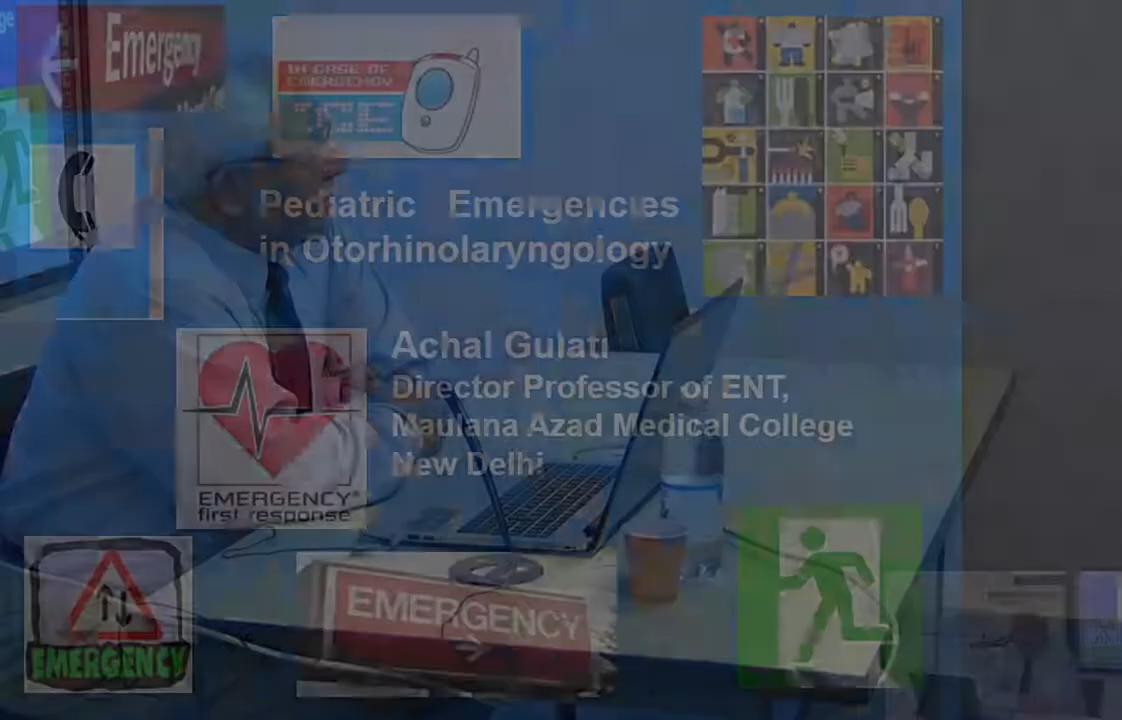 Emergency
IN CASE OF
EMERGENCY
Pediatric Emergencies
in Otorhinolaryngology
Achal Gulati
Director Professor of ENT,
Maulana Azad Medical College
New Delhi
EMERGENCY
first response
EMERGENCY
EMERGENCY